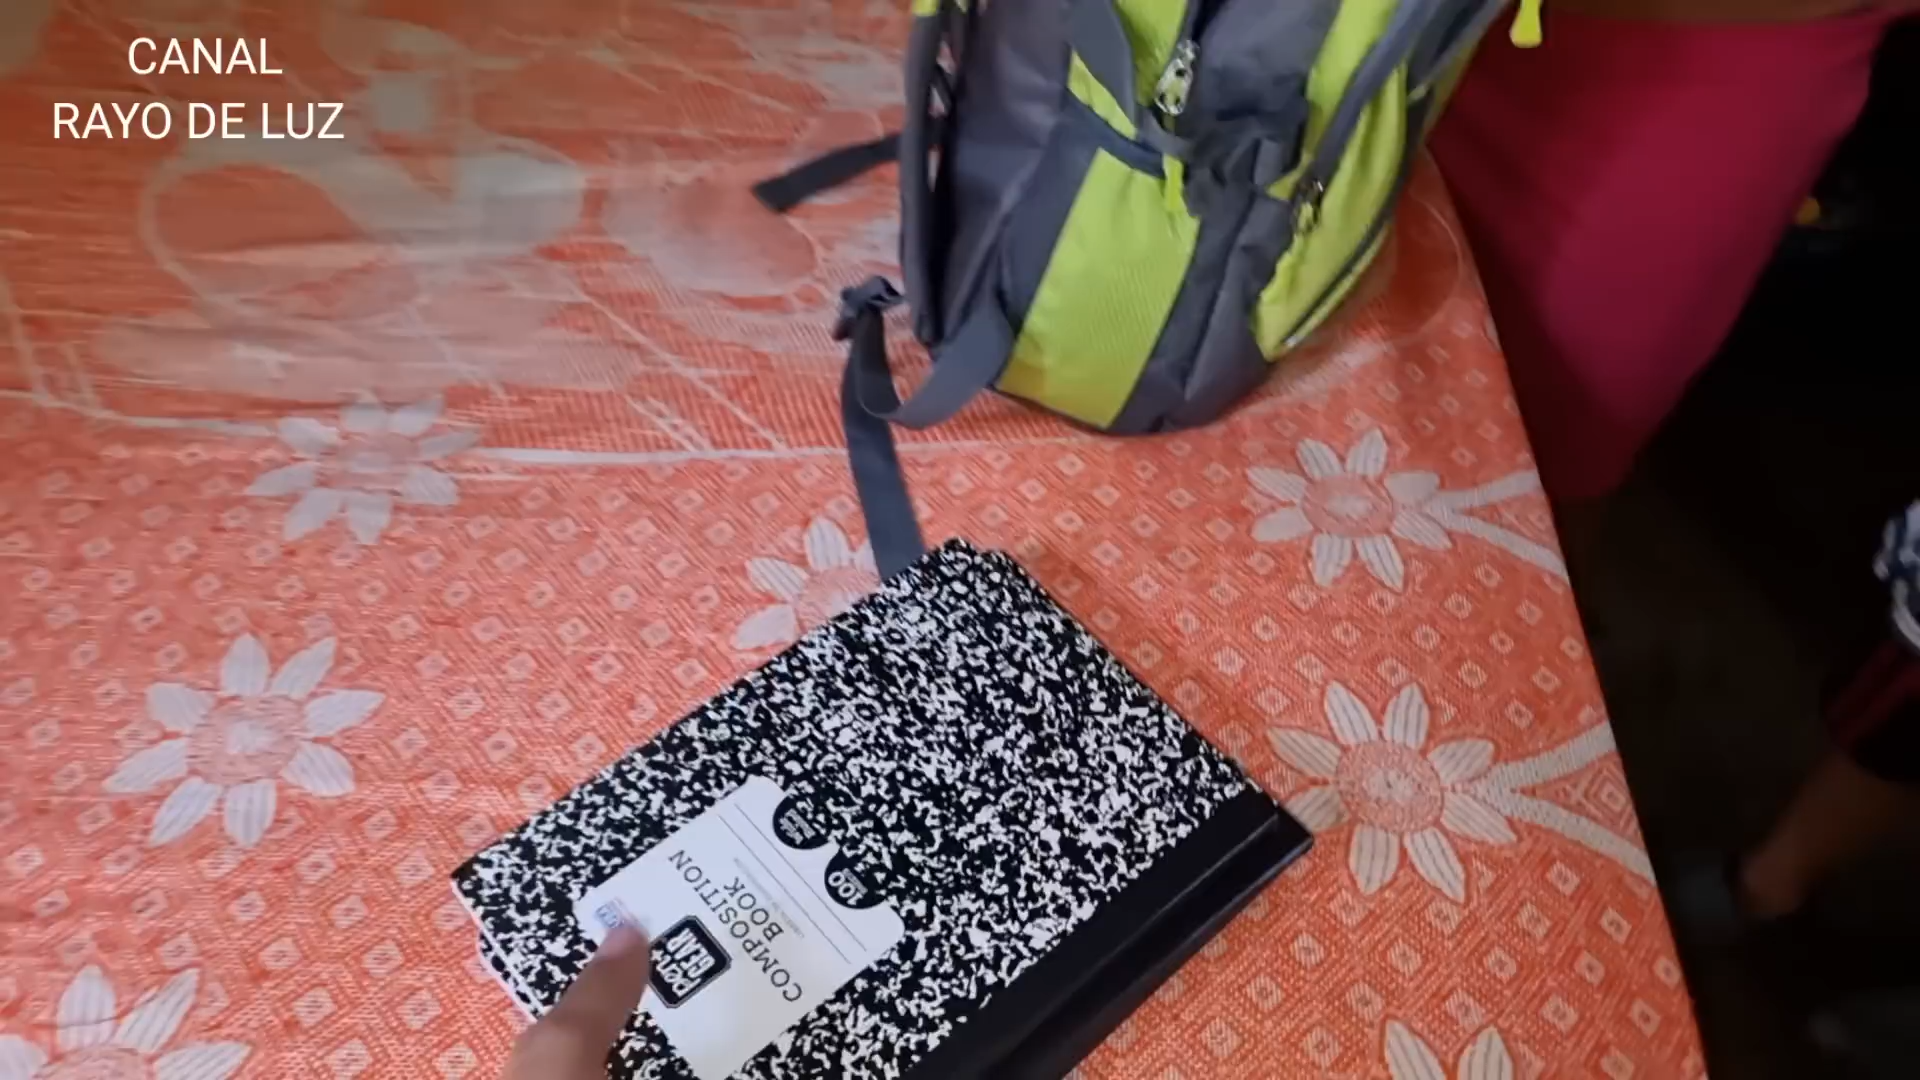 CANAL
RAYO DE LUZ
COMPOSITION
BOOK
PEN+
GEAR
100